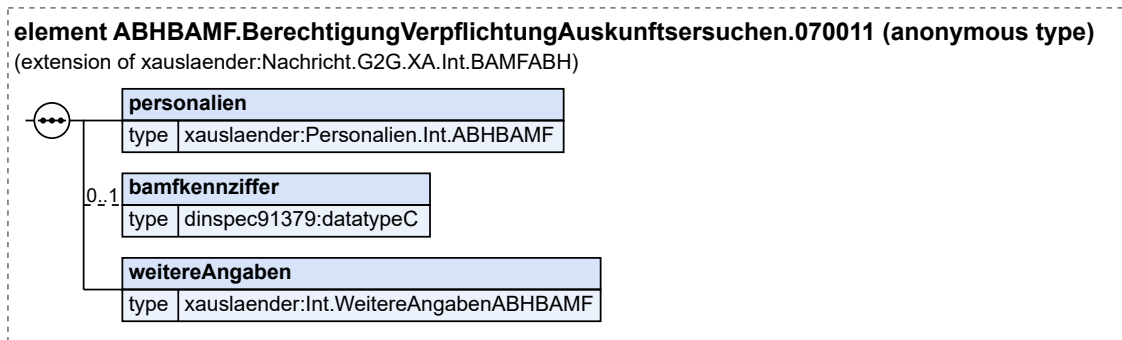 element ABHBAMF.BerechtigungVerpflichtungAuskunftsersuchen.070011 (anonymous type)
(extension of xauslaender:Nachricht.G2G.XA.Int.BAMFABH)
personalien
type xauslaender:Personalien.Int.ABHBAMF
0..1
bamfkennziffer
type dinspec91379:datatypeC
weitereAngaben
type xauslaender:Int.WeitereAngabenABHBAMF